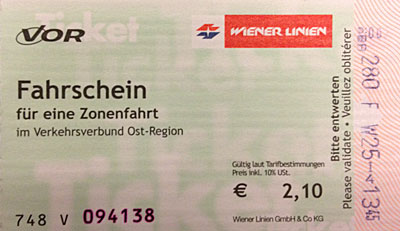 VOR
WIENER LINIEN
Fahrschein
für eine Zonenfahrt
im Verkehrsverbund Ost-Region
Gültig laut Tarifbestimmungen
Preis inkl. 10% USt.
€ 2,10
748 V 094138
Wiener Linien GmbH & Co KG
Bitte entwerten
Please validate • Veuillez oblitérer
280 F W25
1345